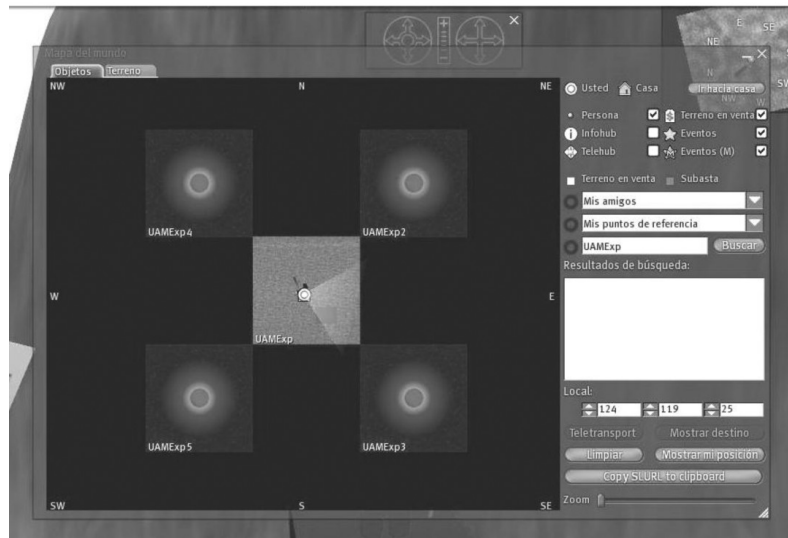 Mapa del mundo
Objetos Terreno
NW N NE
UAMExp4 UAMExp2
W E
UAMExp
UAMExp5 UAMExp3
SW S SE
Usted Casa Ir hacia casa
Persona Terreno en venta
Infohub Eventos
Telehub Eventos (M)
Terreno en venta Subasta
Mis amigos
Mis puntos de referencia
UAMExp Buscar
Resultados de búsqueda:
Local:
124 119 25
Teletransport Mostrar destino
Limpiar Mostrar mi posición
Copy SLURL to clipboard
Zoom
E
SE
NE
N
SW
NW
W